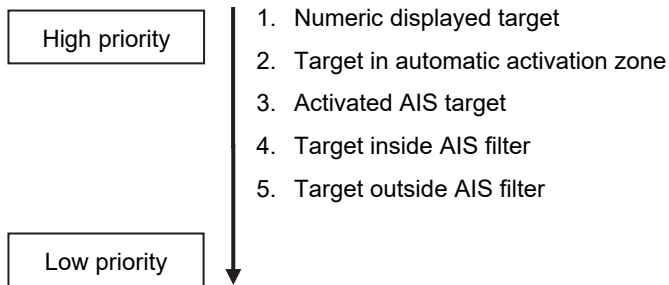 High priority
1. Numeric displayed target
2. Target in automatic activation zone
3. Activated AIS target
4. Target inside AIS filter
5. Target outside AIS filter
Low priority